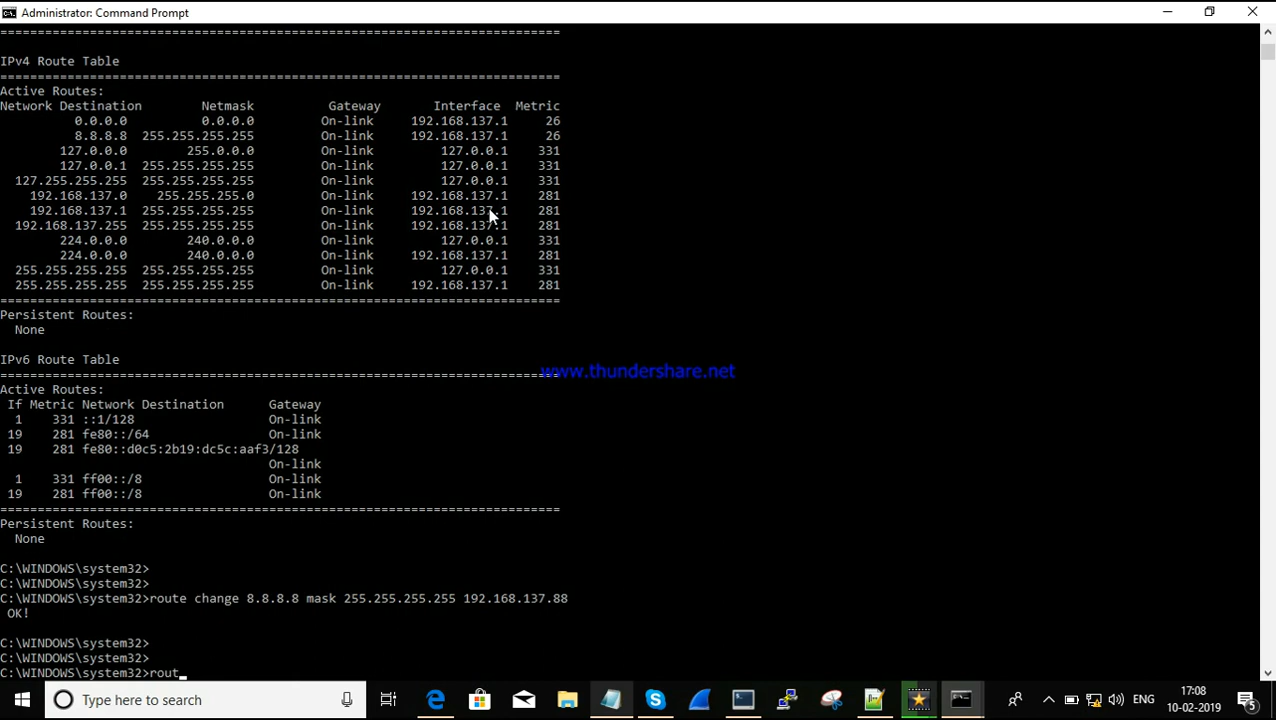 Administrator: Command Prompt
===========================================================================
IPv4 Route Table
===========================================================================
Active Routes:
Network Destination        Netmask          Gateway       Interface  Metric
          0.0.0.0          0.0.0.0         On-link     192.168.137.1     26
          8.8.8.8  255.255.255.255         On-link     192.168.137.1     26
        127.0.0.0        255.0.0.0         On-link         127.0.0.1    331
        127.0.0.1  255.255.255.255         On-link         127.0.0.1    331
  127.255.255.255  255.255.255.255         On-link         127.0.0.1    331
    192.168.137.0    255.255.255.0         On-link     192.168.137.1    281
    192.168.137.1  255.255.255.255         On-link     192.168.137.1    281
  192.168.137.255  255.255.255.255         On-link     192.168.137.1    281
        224.0.0.0        240.0.0.0         On-link         127.0.0.1    331
        224.0.0.0        240.0.0.0         On-link     192.168.137.1    281
  255.255.255.255  255.255.255.255         On-link         127.0.0.1    331
  255.255.255.255  255.255.255.255         On-link     192.168.137.1    281
===========================================================================
Persistent Routes:
  None
IPv6 Route Table
===========================================================================
www.thundershare.net
Active Routes:
 If Metric Network Destination      Gateway
  1    331 ::1/128                  On-link
 19    281 fe80::/64                On-link
 19    281 fe80::d0c5:2b19:dc5c:aaf3/128
                                    On-link
  1    331 ff00::/8                 On-link
 19    281 ff00::/8                 On-link
===========================================================================
Persistent Routes:
  None
C:\WINDOWS\system32>
C:\WINDOWS\system32>
C:\WINDOWS\system32>route change 8.8.8.8 mask 255.255.255.255 192.168.137.88
 OK!
C:\WINDOWS\system32>
C:\WINDOWS\system32>
C:\WINDOWS\system32>rout_
Type here to search
ENG
17:08
10-02-2019
5